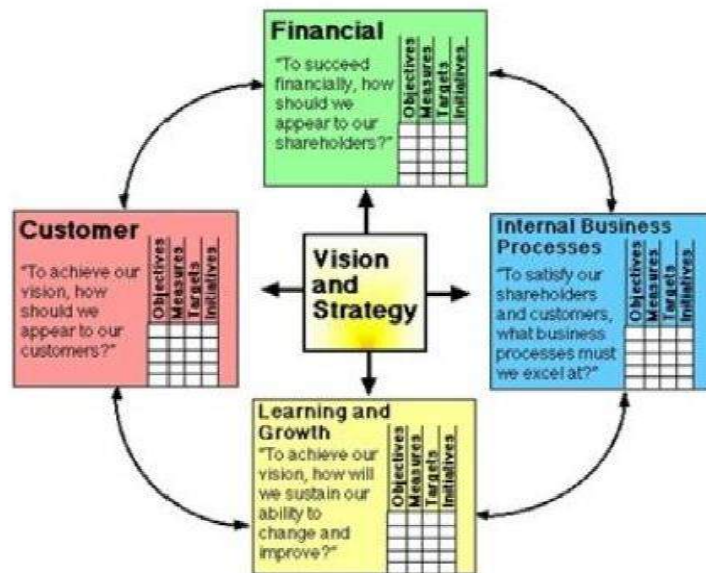 Financial
"To succeed
financially, how
should we
appear to our
shareholders?"
Objectives
Measures
Targets
Initiatives
Customer
"To achieve our
vision, how
should we
appear to our
customers?"
Objectives
Measures
Targets
Initiatives
Vision
and
Strategy
Internal Business
Processes
"To satisfy our
shareholders
and customers,
what business
processes must
we excel at?"
Objectives
Measures
Targets
Initiatives
Learning and
Growth
"To achieve our
vision, how will
we sustain our
ability to
change and
improve?"
Objectives
Measures
Targets
Initiatives